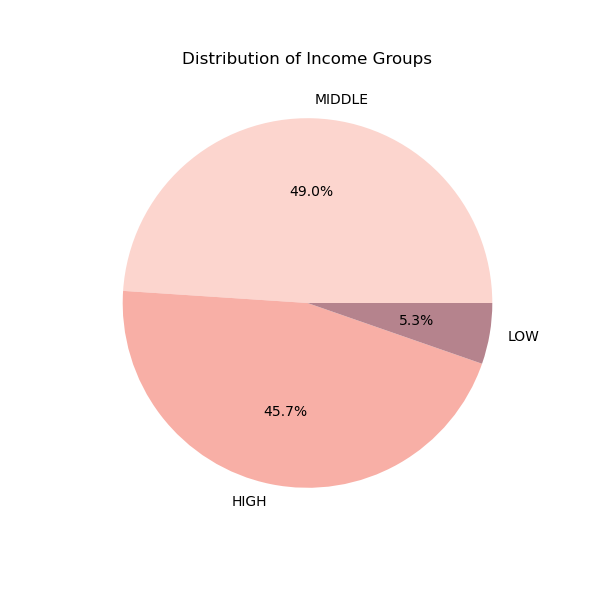 Distribution of Income Groups
MIDDLE
49.0%
5.3%
LOW
45.7%
HIGH